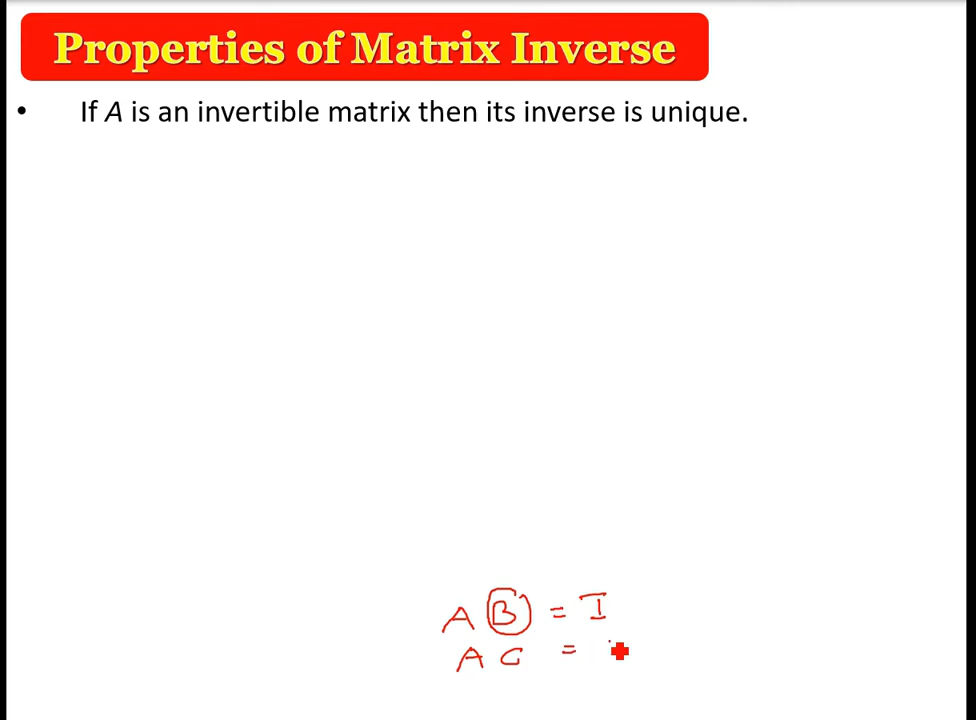 Properties of Matrix Inverse
• If A is an invertible matrix then its inverse is unique.
A B = I
A C =